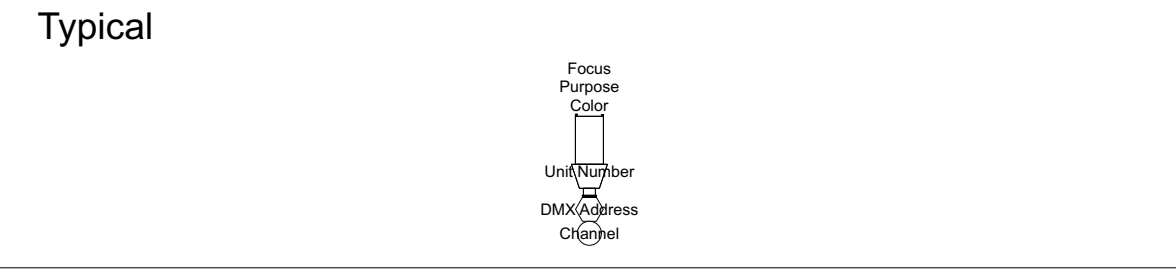 Typical
Focus
Purpose
Color
Unit Number
DMX Address
Channel